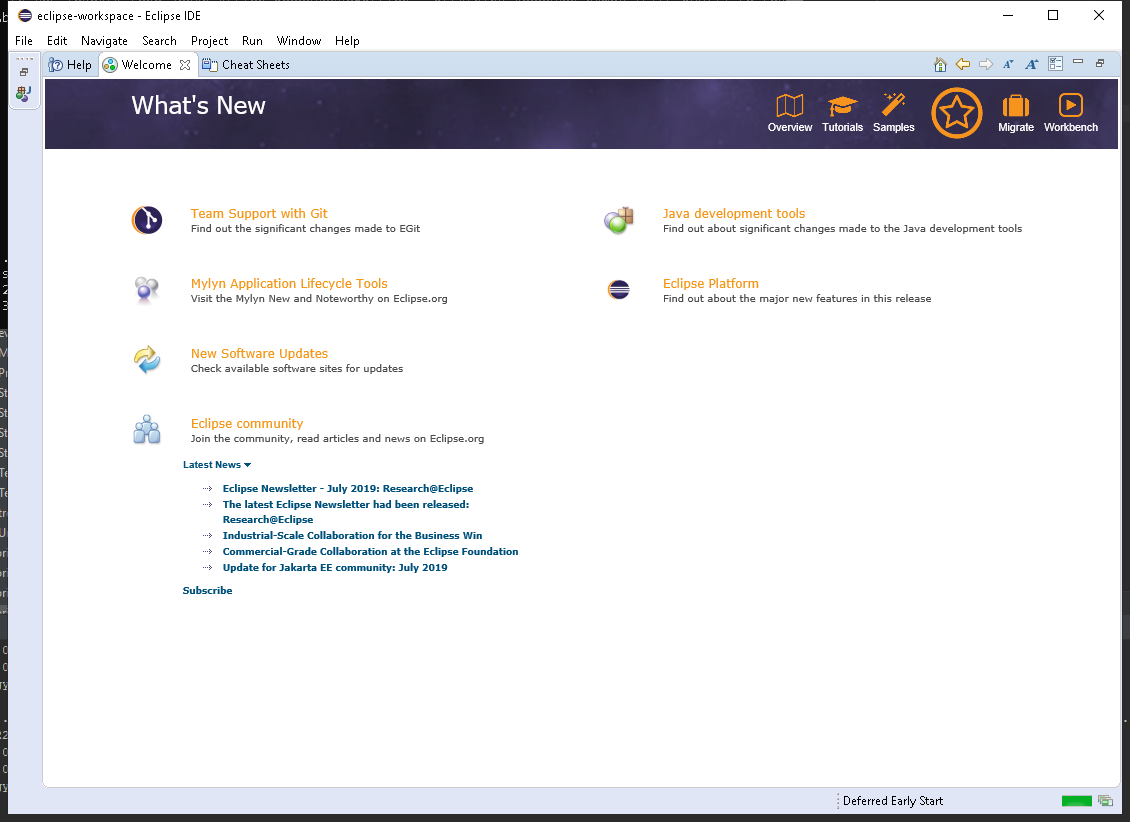 eclipse-workspace - Eclipse IDE
File Edit Navigate Search Project Run Window Help
Help Welcome Cheat Sheets
What's New
Overview Tutorials Samples Migrate Workbench
Team Support with Git
Find out the significant changes made to EGit
Java development tools
Find out about significant changes made to the Java development tools
Mylyn Application Lifecycle Tools
Visit the Mylyn New and Noteworthy on Eclipse.org
Eclipse Platform
Find out about the major new features in this release
New Software Updates
Check available software sites for updates
Eclipse community
Join the community, read articles and news on Eclipse.org
Latest News
Eclipse Newsletter - July 2019: Research@Eclipse
The latest Eclipse Newsletter had been released:
Research@Eclipse
Industrial-Scale Collaboration for the Business Win
Commercial-Grade Collaboration at the Eclipse Foundation
Update for Jakarta EE community: July 2019
Subscribe
Deferred Early Start